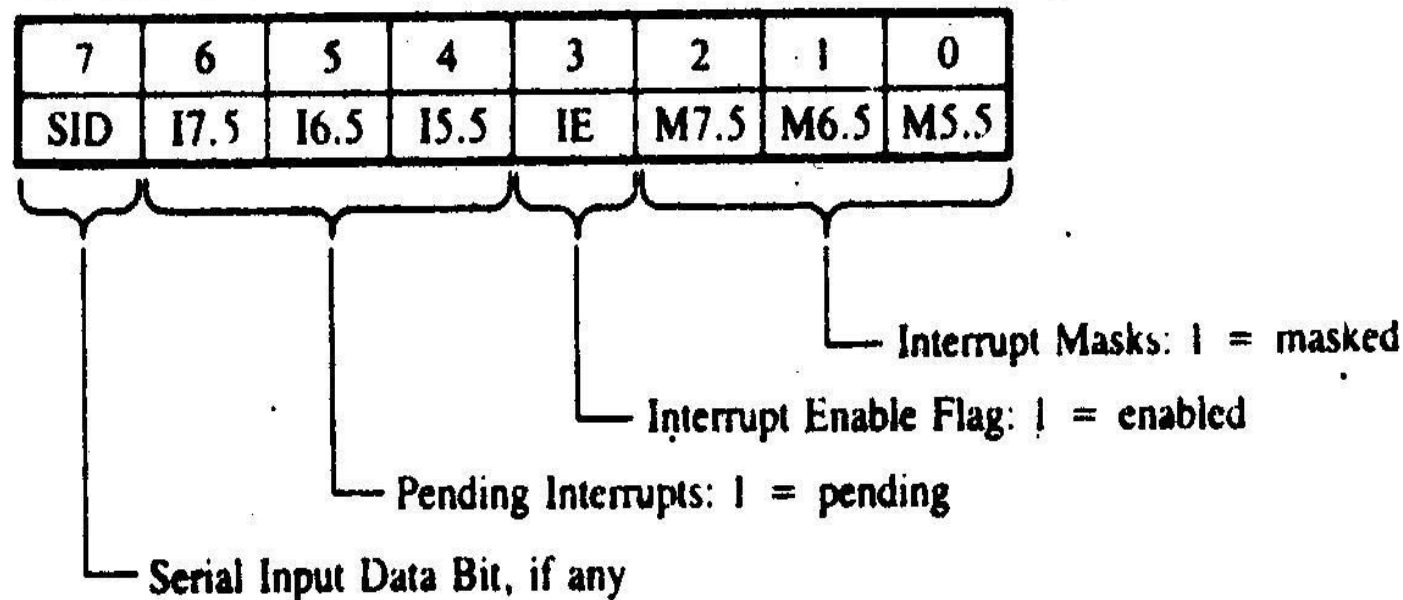 7 6 5 4 3 2 1 0
SID I7.5 I6.5 I5.5 IE M7.5 M6.5 M5.5
Interrupt Masks: 1 = masked
Interrupt Enable Flag: 1 = enabled
Pending Interrupts: 1 = pending
Serial Input Data Bit, if any